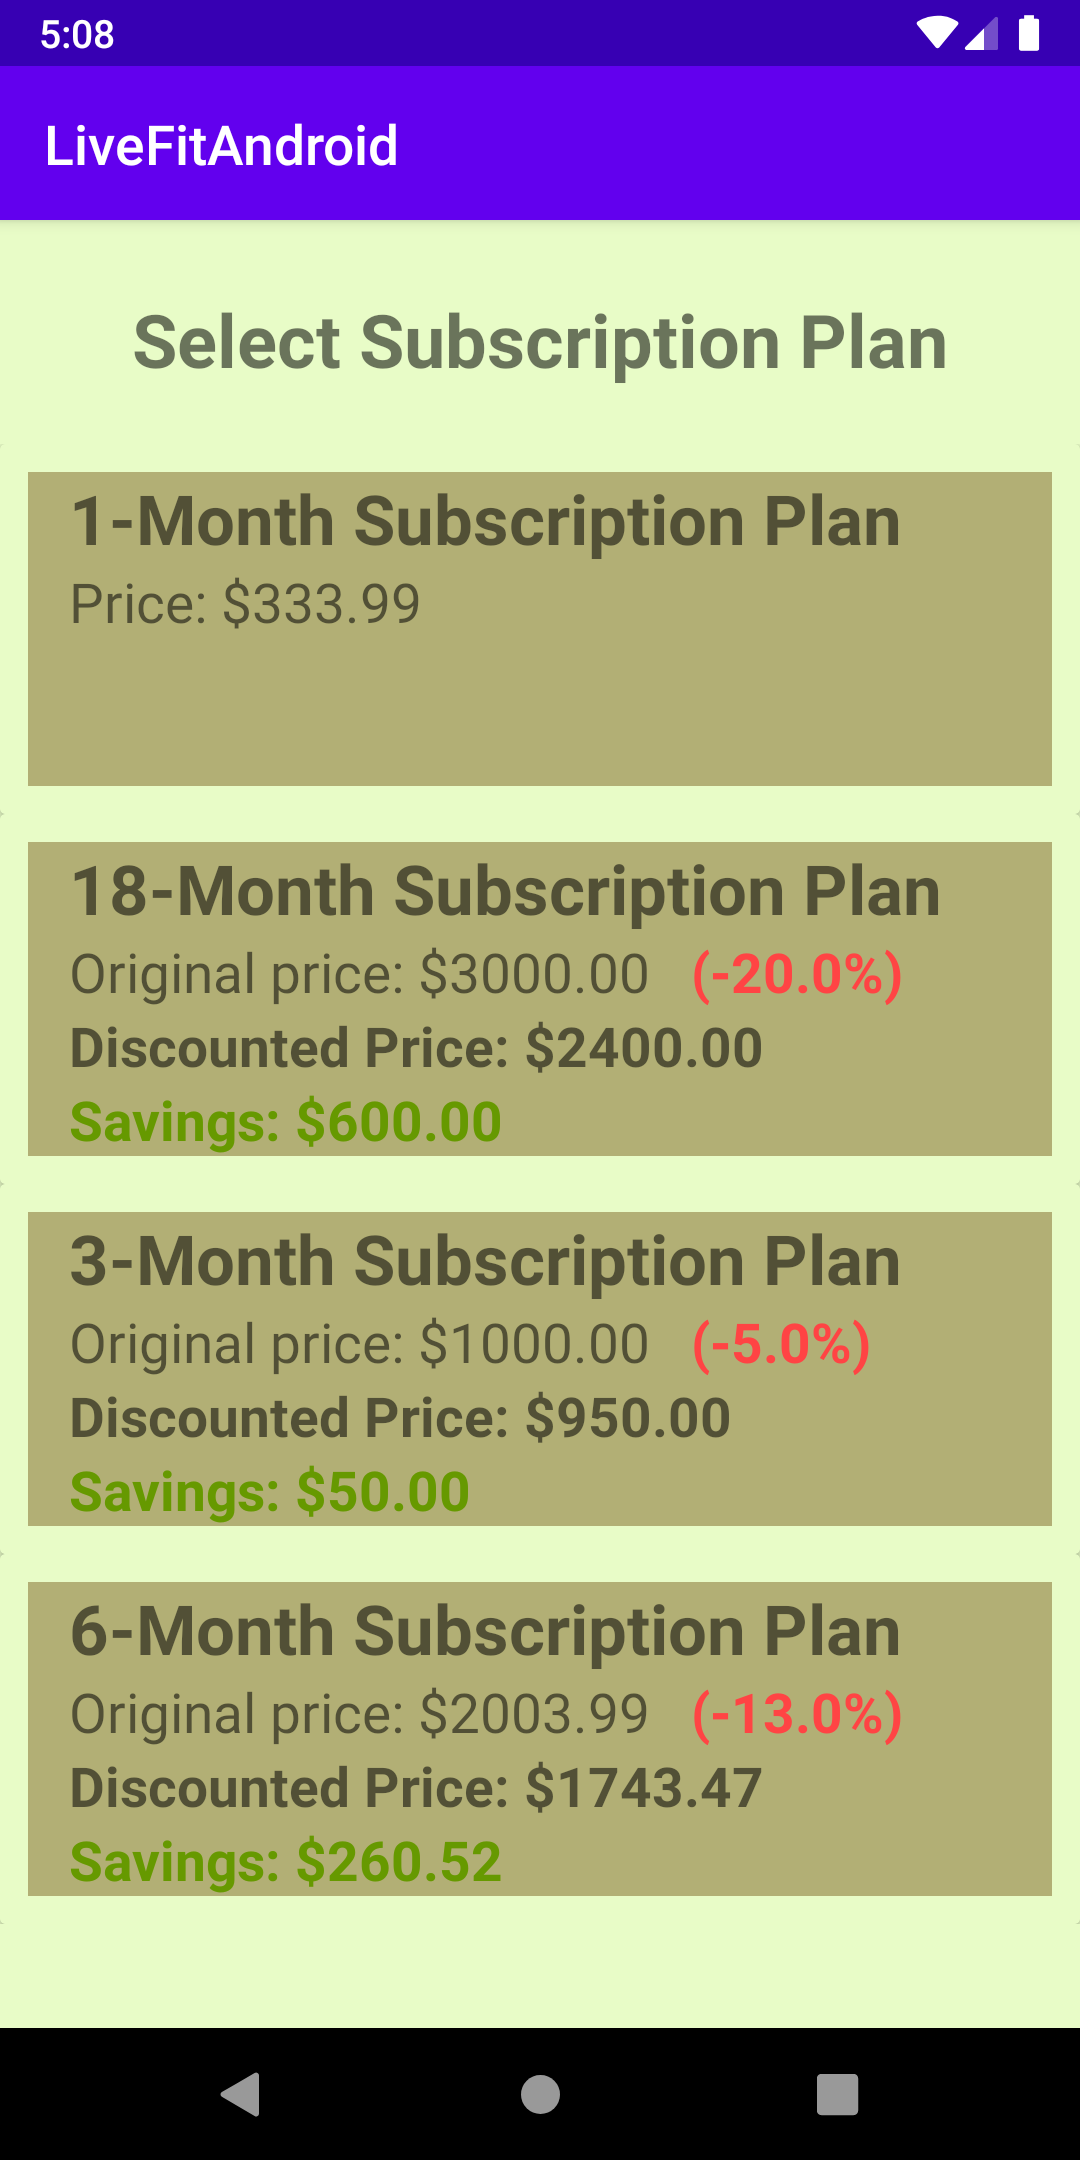 5:08
LiveFitAndroid
Select Subscription Plan
1-Month Subscription Plan
Price: $333.99
18-Month Subscription Plan
Original price: $3000.00 (-20.0%)
Discounted Price: $2400.00
Savings: $600.00
3-Month Subscription Plan
Original price: $1000.00 (-5.0%)
Discounted Price: $950.00
Savings: $50.00
6-Month Subscription Plan
Original price: $2003.99 (-13.0%)
Discounted Price: $1743.47
Savings: $260.52